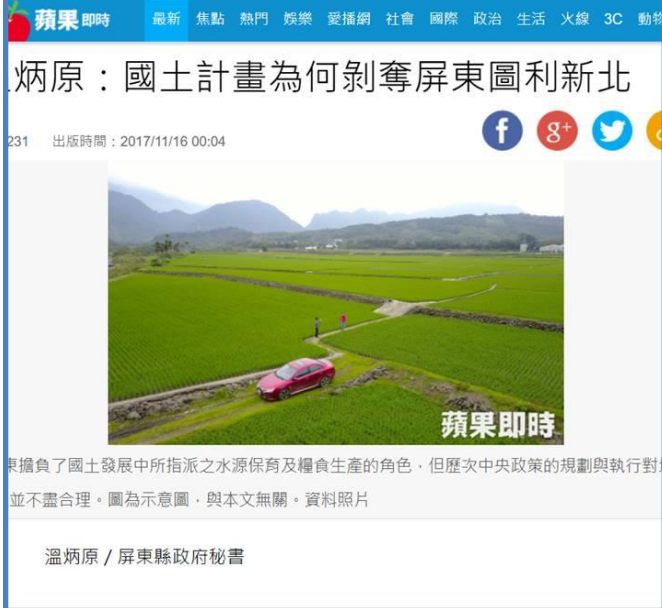 蘋果即時 最新 焦點 熱門 娛樂 愛播網 社會 國際 政治 生活 火線 3C 動物
炳原：國土計畫為何剝奪屏東圖利新北
231 出版時間：2017/11/16 00:04
f g+
蘋果即時
東擔負了國土發展中所指派之水源保育及糧食生產的角色，但歷次中央政策的規劃與執行對
並不盡合理。圖為示意圖，與本文無關。資料照片
溫炳原 / 屏東縣政府秘書